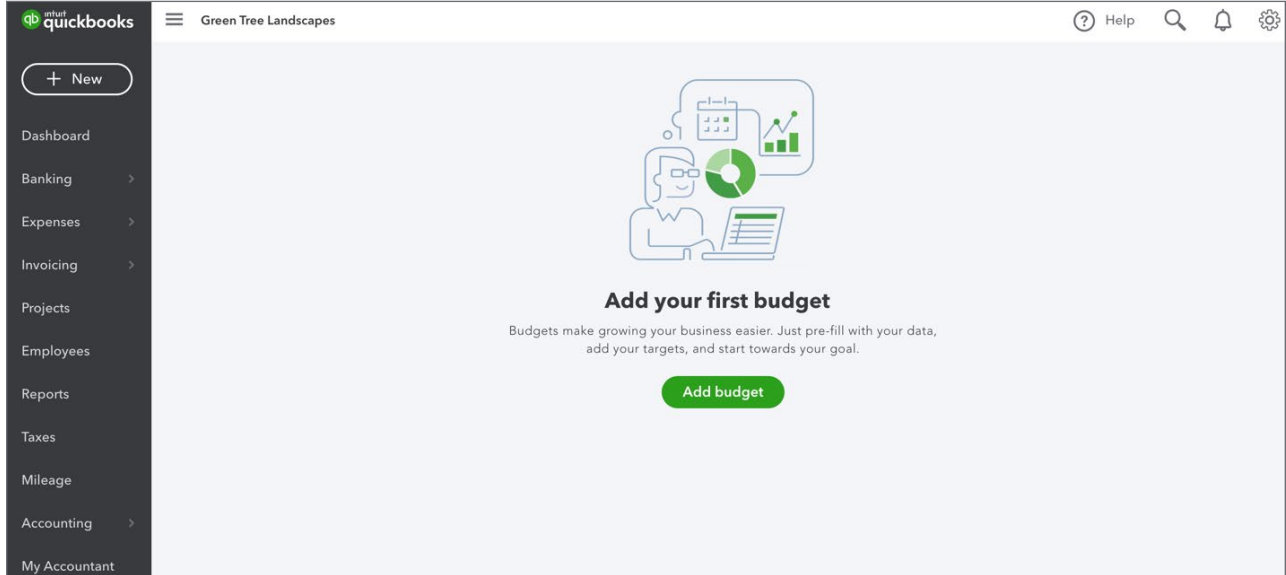 intuit
qb quickbooks
Green Tree Landscapes
? Help
+ New
Dashboard
Banking >
Expenses >
Invoicing >
Projects
Employees
Reports
Taxes
Mileage
Accounting >
My Accountant
Add your first budget
Budgets make growing your business easier. Just pre-fill with your data,
add your targets, and start towards your goal.
Add budget